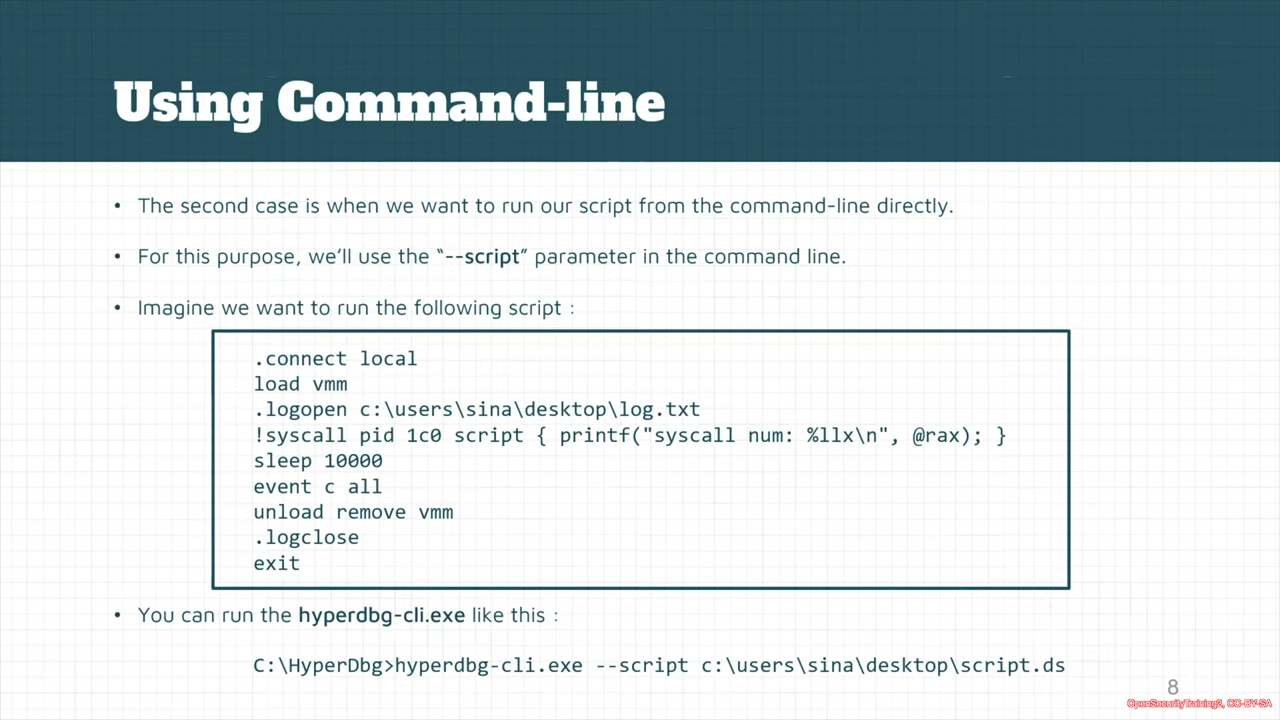 Using Command-line
• The second case is when we want to run our script from the command-line directly.
• For this purpose, we'll use the “--script” parameter in the command line.
• Imagine we want to run the following script :
.connect local
load vmm
.logopen c:\users\sina\desktop\log.txt
!syscall pid 1c0 script { printf("syscall num: %llx\n", @rax); }
sleep 10000
event c all
unload remove vmm
.logclose
exit
• You can run the hyperdbg-cli.exe like this :
C:\HyperDbg>hyperdbg-cli.exe --script c:\users\sina\desktop\script.ds
8
OpenSecurityTraining2, CC-BY-SA